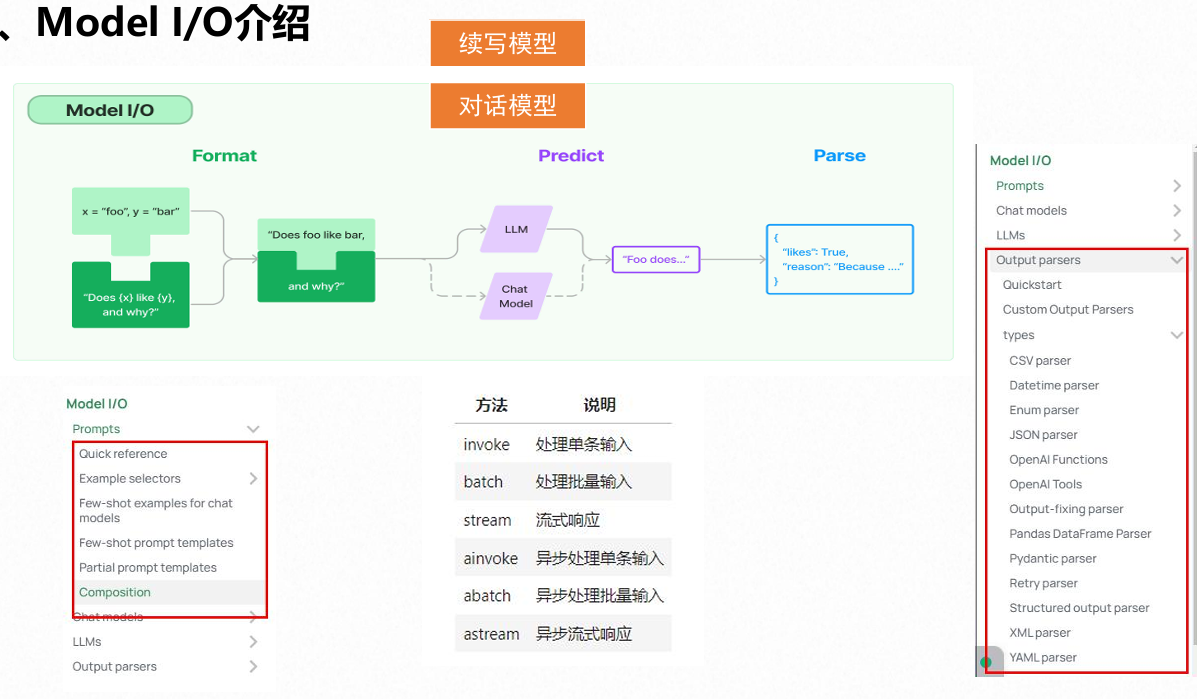 、Model I/O介绍
续写模型
对话模型
Model I/O
Format
Predict
Parse
x = “foo”, y = “bar”
“Does {x} like {y},
and why?”
“Does foo like bar,
and why?”
LLM
Chat
Model
“Foo does...”
{
“likes”: True,
“reason”: “Because ....”
}
Model I/O
Prompts
Quick reference
Example selectors
Few-shot examples for chat
models
Few-shot prompt templates
Partial prompt templates
Composition
Chat models
LLMs
Output parsers
方法 说明
invoke 处理单条输入
batch 处理批量输入
stream 流式响应
ainvoke 异步处理单条输入
abatch 异步处理批量输入
astream 异步流式响应
Model I/O
Prompts
Chat models
LLMs
Output parsers
Quickstart
Custom Output Parsers
types
CSV parser
Datetime parser
Enum parser
JSON parser
OpenAI Functions
OpenAI Tools
Output-fixing parser
Pandas DataFrame Parser
Pydantic parser
Retry parser
Structured output parser
XML parser
YAML parser